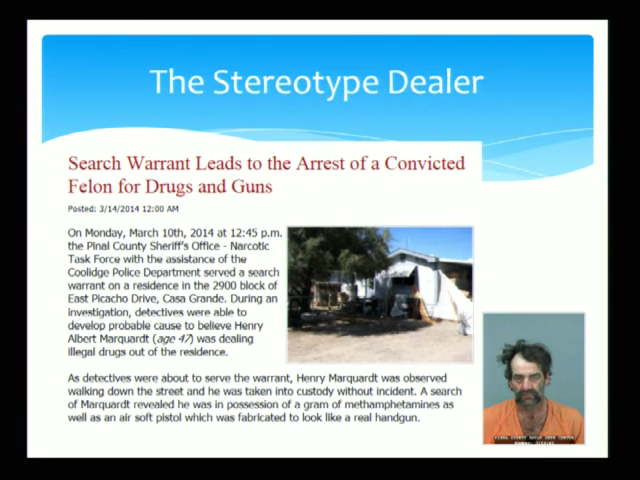 The Stereotype Dealer
Search Warrant Leads to the Arrest of a Convicted
Felon for Drugs and Guns
Posted: 3/14/2014 12:00 AM
On Monday, March 10th, 2014 at 12:45 p.m.
the Pinal County Sheriff's Office - Narcotic
Task Force with the assistance of the
Coolidge Police Department served a search
warrant on a residence in the 2900 block of
East Picacho Drive, Casa Grande. During an
investigation, detectives were able to
develop probable cause to believe Henry
Albert Marquardt (age 47) was dealing
illegal drugs out of the residence.
As detectives were about to serve the warrant, Henry Marquardt was observed
walking down the street and he was taken into custody without incident. A search
of Marquardt revealed he was in possession of a gram of methamphetamines as
well as an air soft pistol which was fabricated to look like a real handgun.